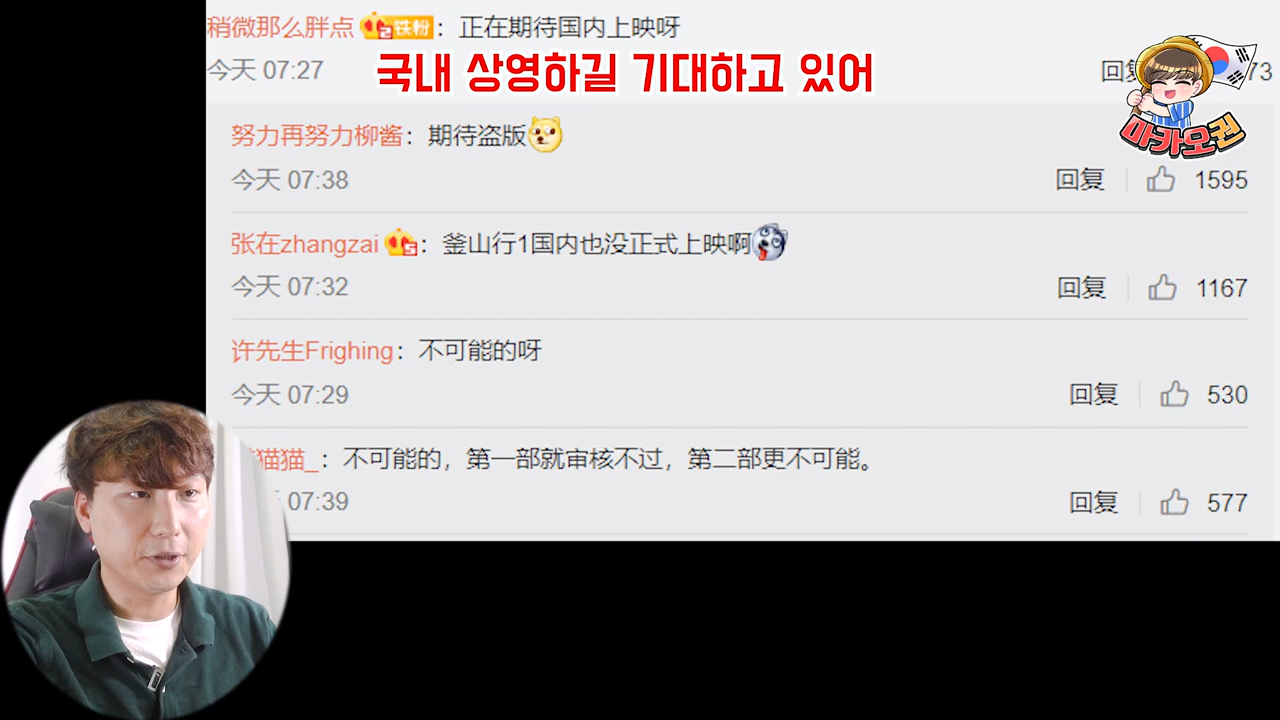 稍微那么胖点 2 铁粉：正在期待国内上映呀
今天 07:27
国내 상영하길 기대하고 있어
回复
73
마카오권
努力再努力柳酱：期待盗版
今天 07:38
回复 1595
张在zhangzai 5：釜山行1国内也没正式上映啊
今天 07:32
回复 1167
许先生Frighing：不可能的呀
今天 07:29
回复 530
猫猫_：不可能的，第一部就审核不过，第二部更不可能。
07:39
回复 577